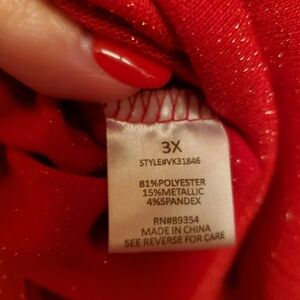 3X
STYLE#VK31846
81%POLYESTER
15%METALLIC
4%SPANDEX
RN#89354
MADE IN CHINA
SEE REVERSE FOR CARE